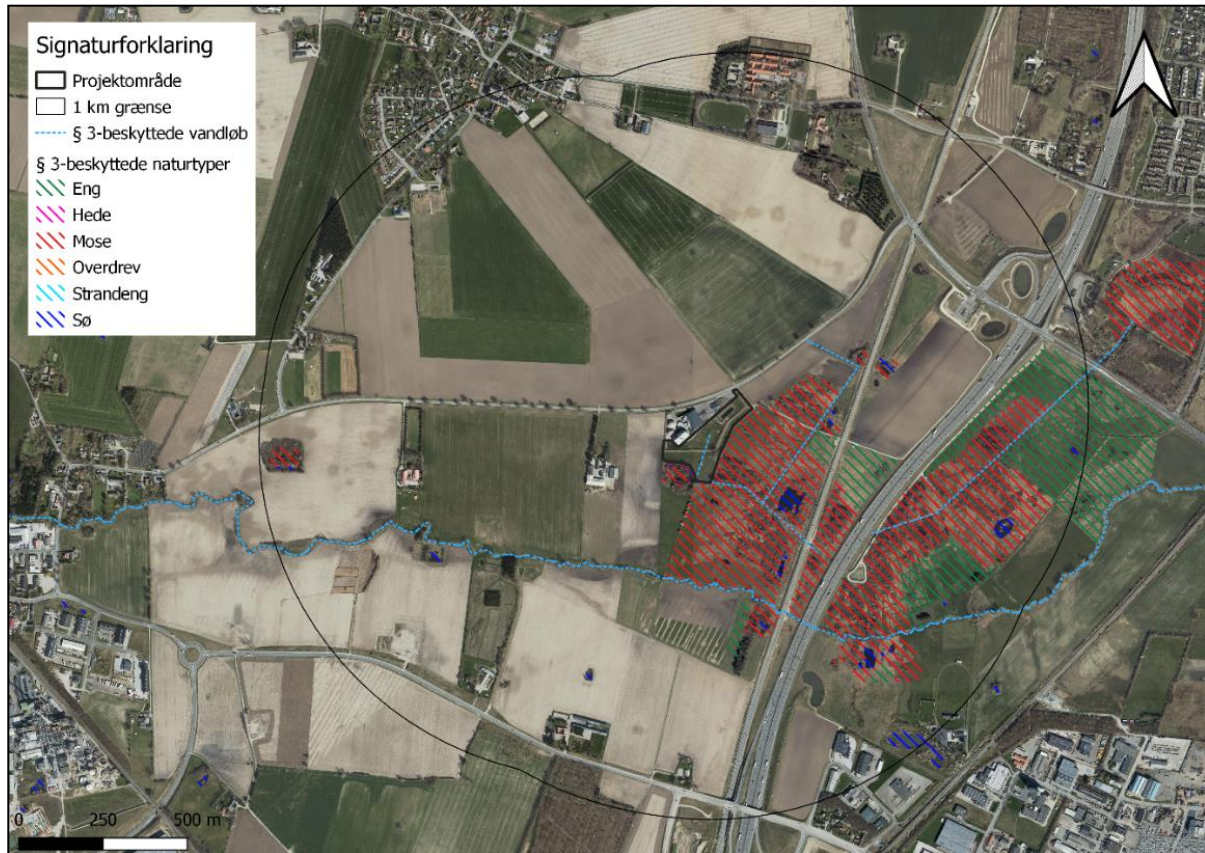 Signaturforklaring
Projektområde
1 km grænse
§ 3-beskyttede vandløb
§ 3-beskyttede naturtyper
Eng
Hede
Mose
Overdrev
Strandeng
Sø
0 250 500 m